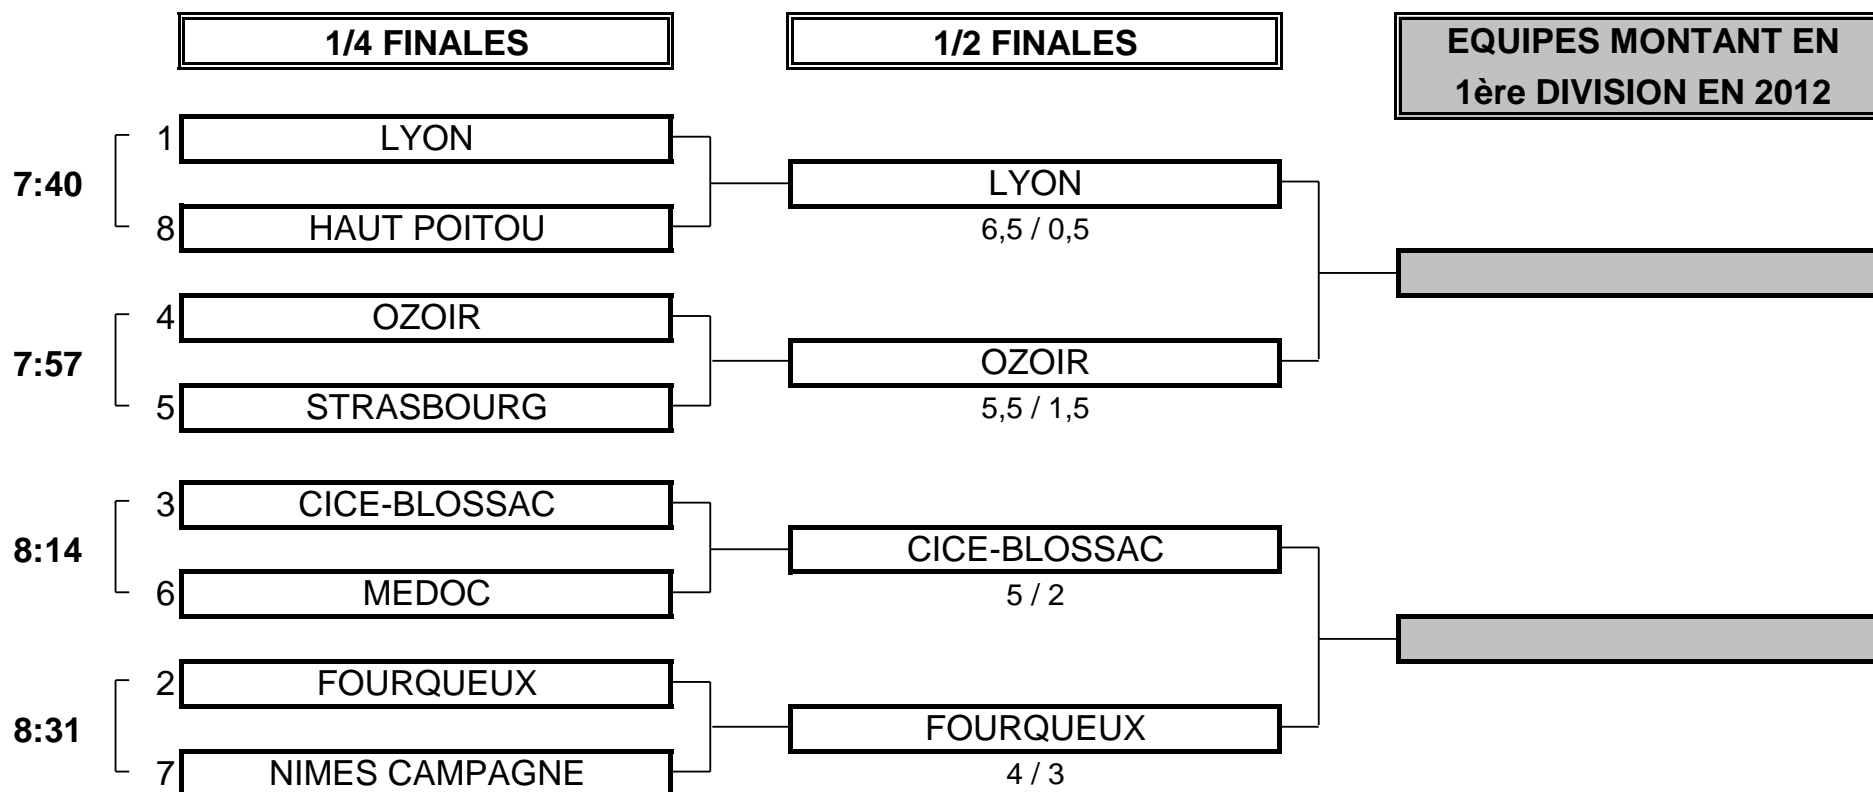 1/4 FINALES
1/2 FINALES
EQUIPES MONTANT EN
1ère DIVISION EN 2012
7:40
1 LYON
8 HAUT POITOU
LYON
6,5 / 0,5
7:57
4 OZOIR
5 STRASBOURG
OZOIR
5,5 / 1,5
8:14
3 CICE-BLOSSAC
6 MEDOC
CICE-BLOSSAC
5 / 2
8:31
2 FOURQUEUX
7 NIMES CAMPAGNE
FOURQUEUX
4 / 3